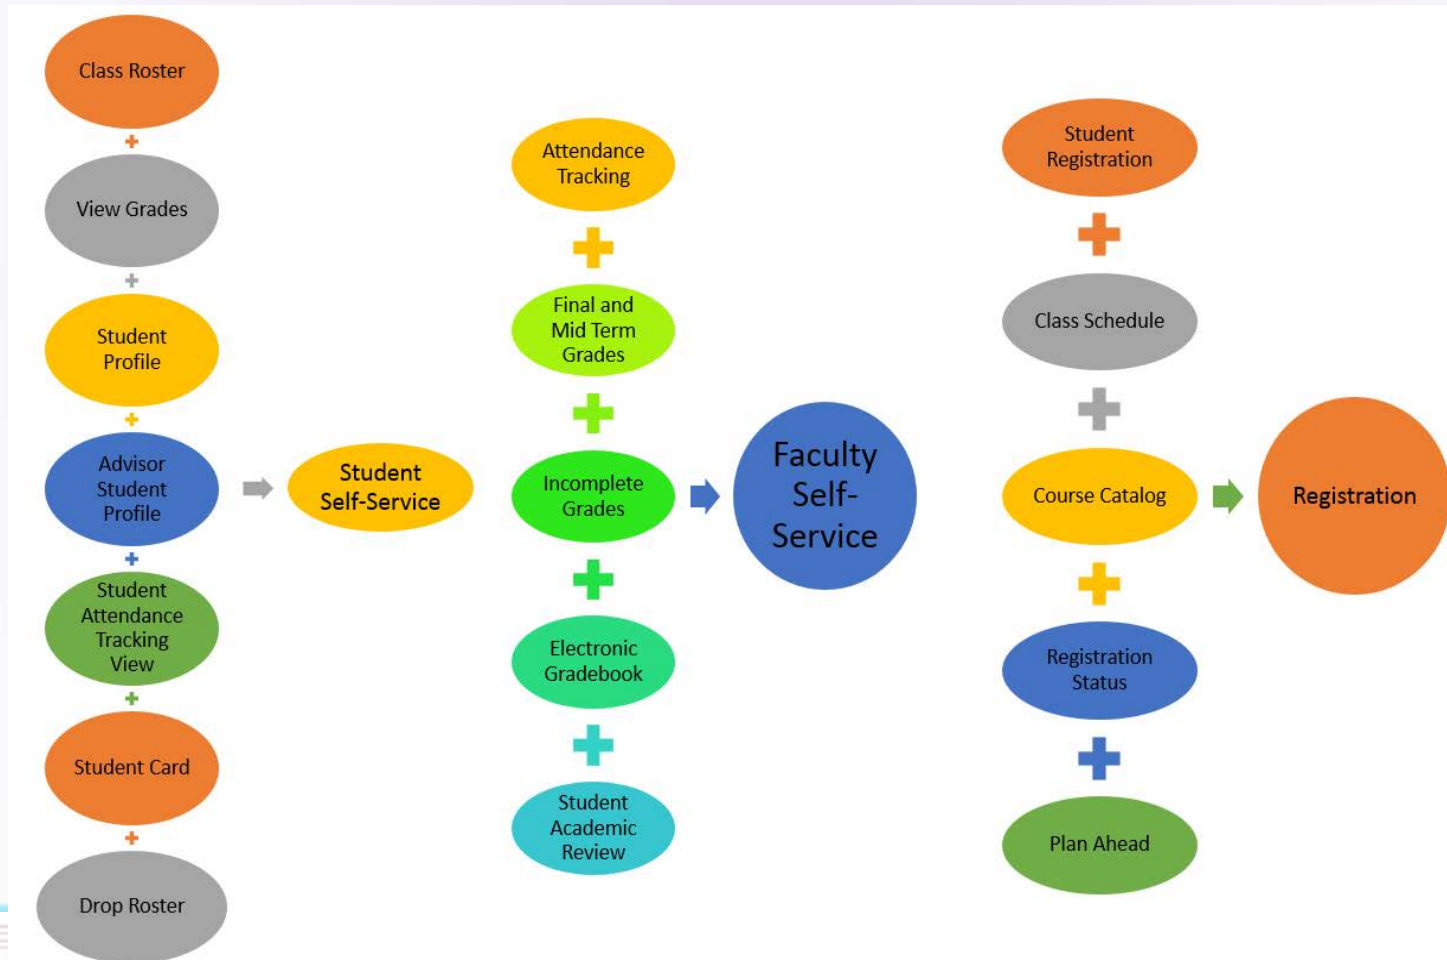 Class Roster
View Grades
Student
Profile
Advisor
Student
Profile
Student
Attendance
Tracking
View
Student Card
Drop Roster
Student
Self-Service
Attendance
Tracking
Final and
Mid Term
Grades
Incomplete
Grades
Electronic
Gradebook
Student
Academic
Review
Faculty
Self-
Service
Student
Registration
Class Schedule
Course Catalog
Registration
Status
Plan Ahead
Registration